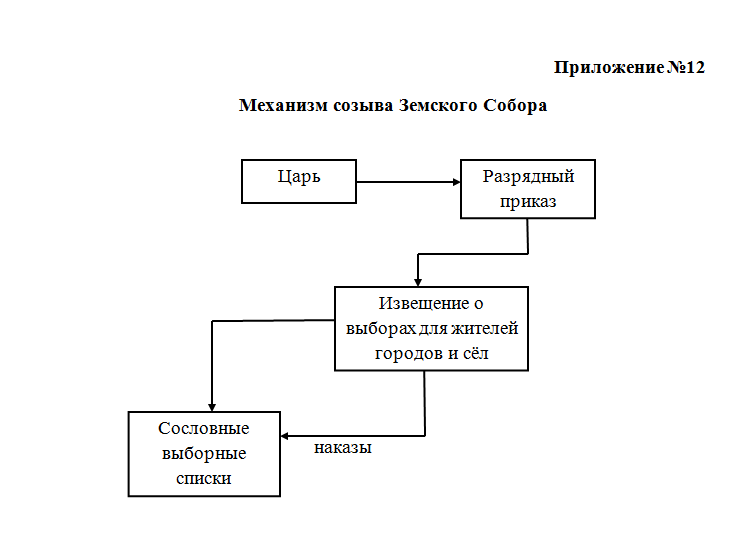 Приложение №12
Механизм созыва Земского Собора
Царь
Разрядный
приказ
Извещение о
выборах для жителей
городов и сёл
Сословные
выборные
списки
наказы